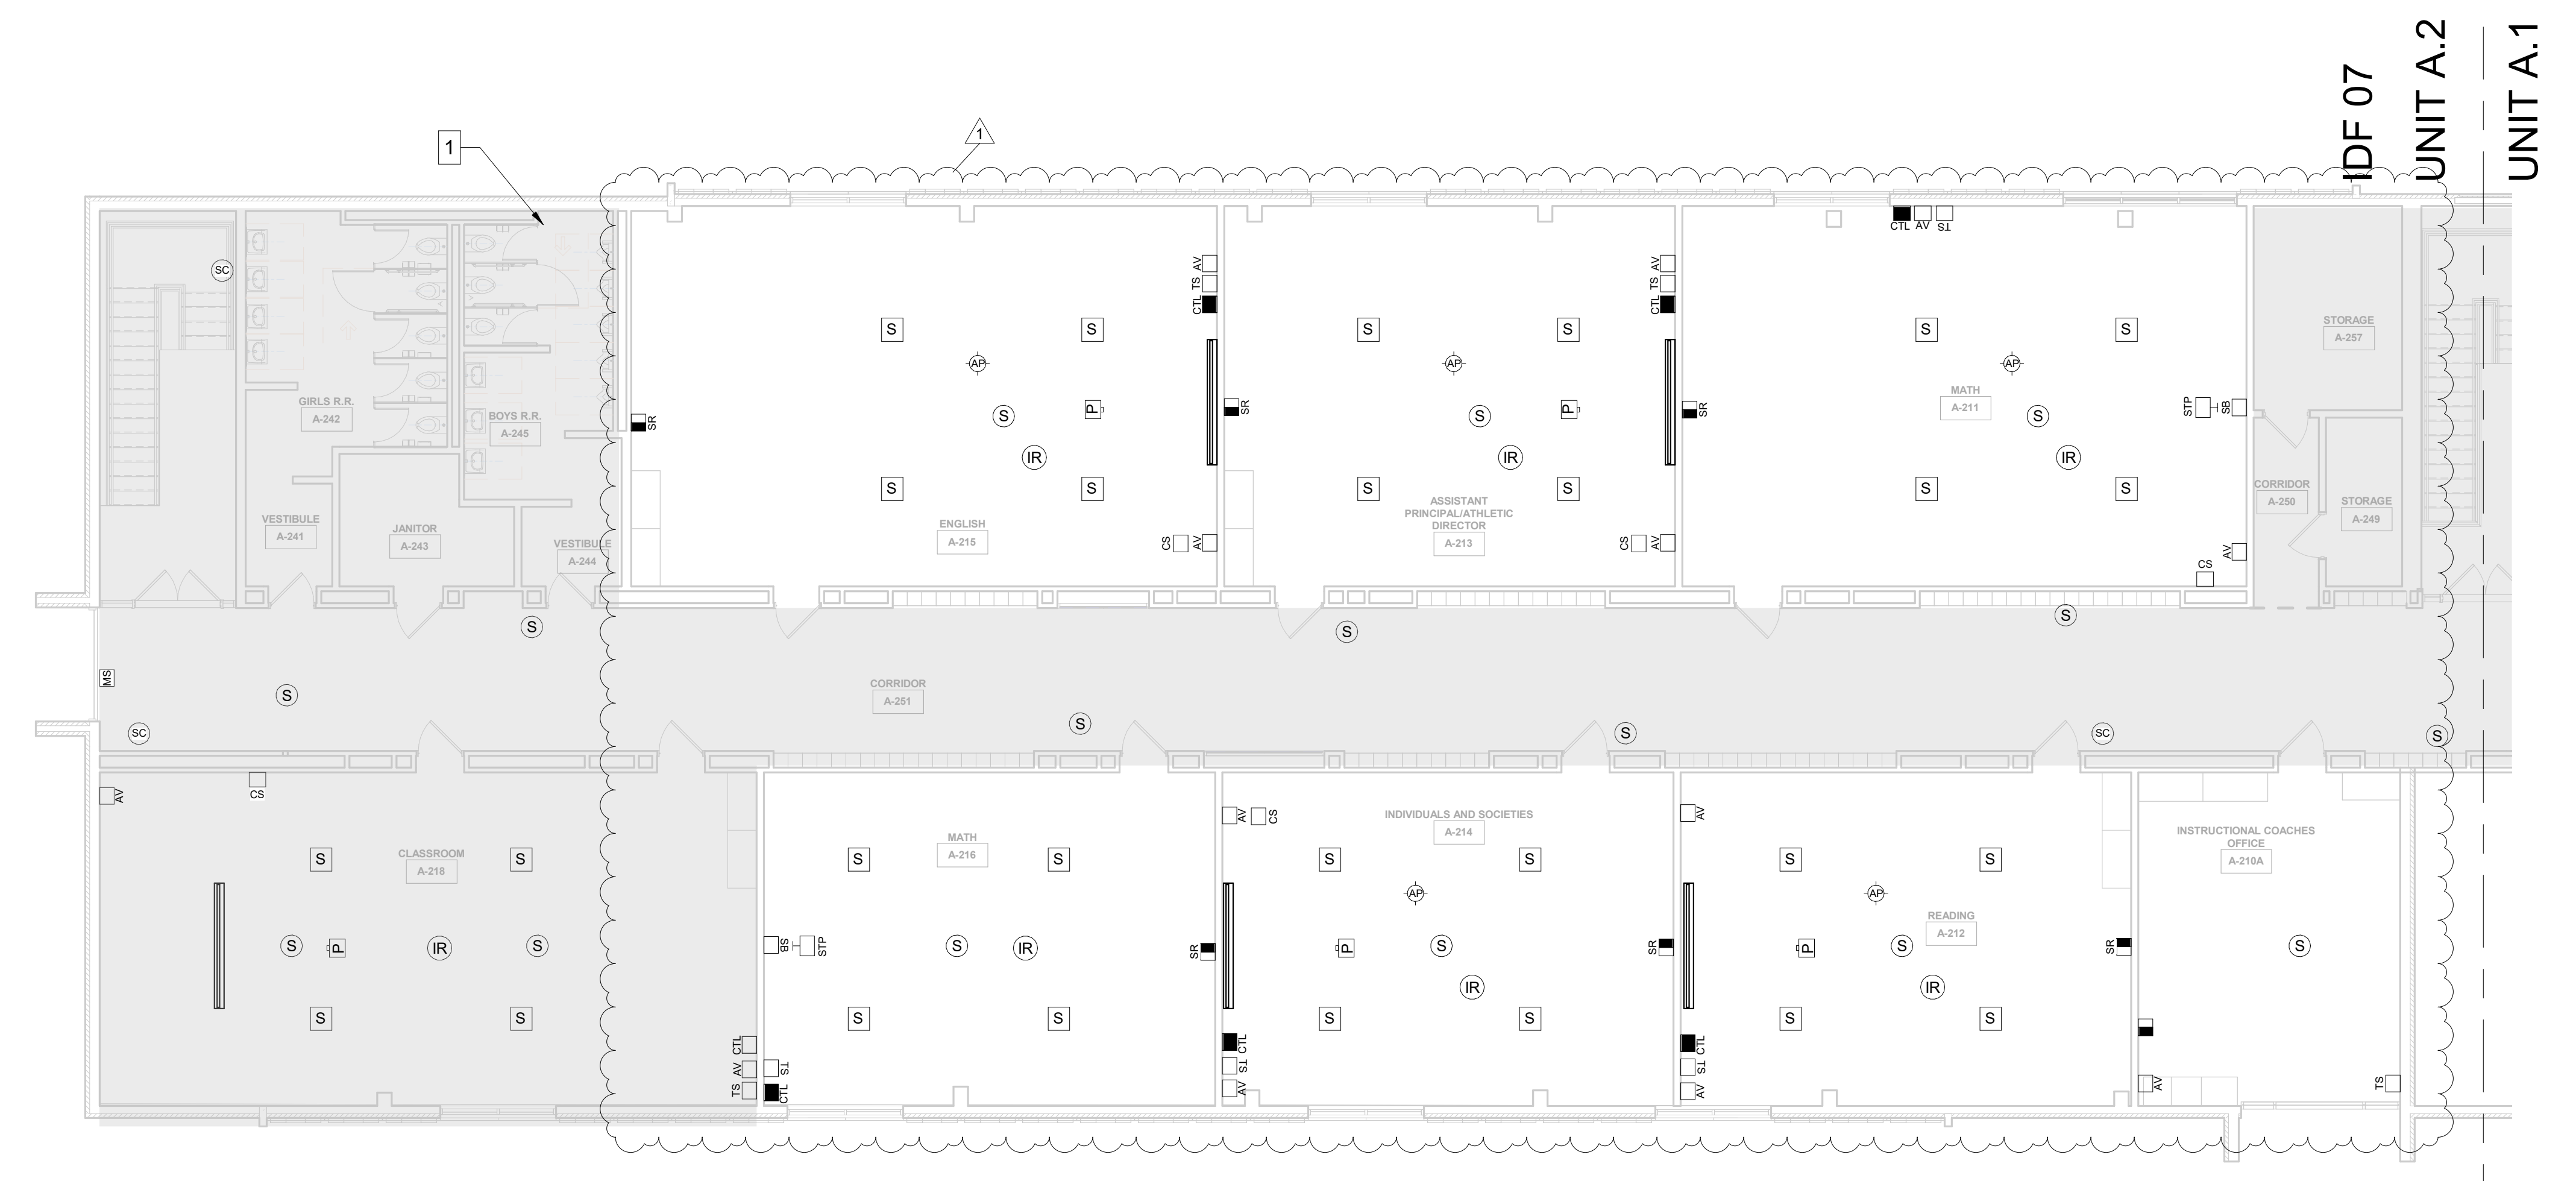 IDF 07
UNIT A.2
UNIT A.1
1
1
SC
GIRLS R.R.
A-242
BOYS R.R.
A-245
VESTIBULE
A-241
JANITOR
A-243
VESTIBULE
A-244
SR
S
S
AP
S
P
IR
S
S
ENGLISH
A-215
AV
TS
CTL
CS
AV
SR
S
S
AP
S
P
IR
S
S
ASSISTANT
PRINCIPAL/ATHLETIC
DIRECTOR
A-213
AV
TS
CTL
CS
AV
SR
CTL
AV
TS
S
S
AP
MATH
A-211
S
IR
S
S
STP
SB
AV
CS
STORAGE
A-257
CORRIDOR
A-250
STORAGE
A-249
S
S
S
MS
S
SC
CORRIDOR
A-251
S
S
SC
S
AV
CS
CLASSROOM
A-218
S
S
S
P
IR
S
S
S
CTL
AV
TS
MATH
A-216
S
S
SB
STP
S
IR
SR
S
S
TS
CTL
AV
CS
INDIVIDUALS AND SOCIETIES
A-214
S
S
AP
P
S
IR
SR
S
S
CTL
TS
AV
AV
S
S
AP
READING
A-212
P
S
IR
SR
S
S
CTL
TS
AV
INSTRUCTIONAL COACHES
OFFICE
A-210A
S
AV
TS